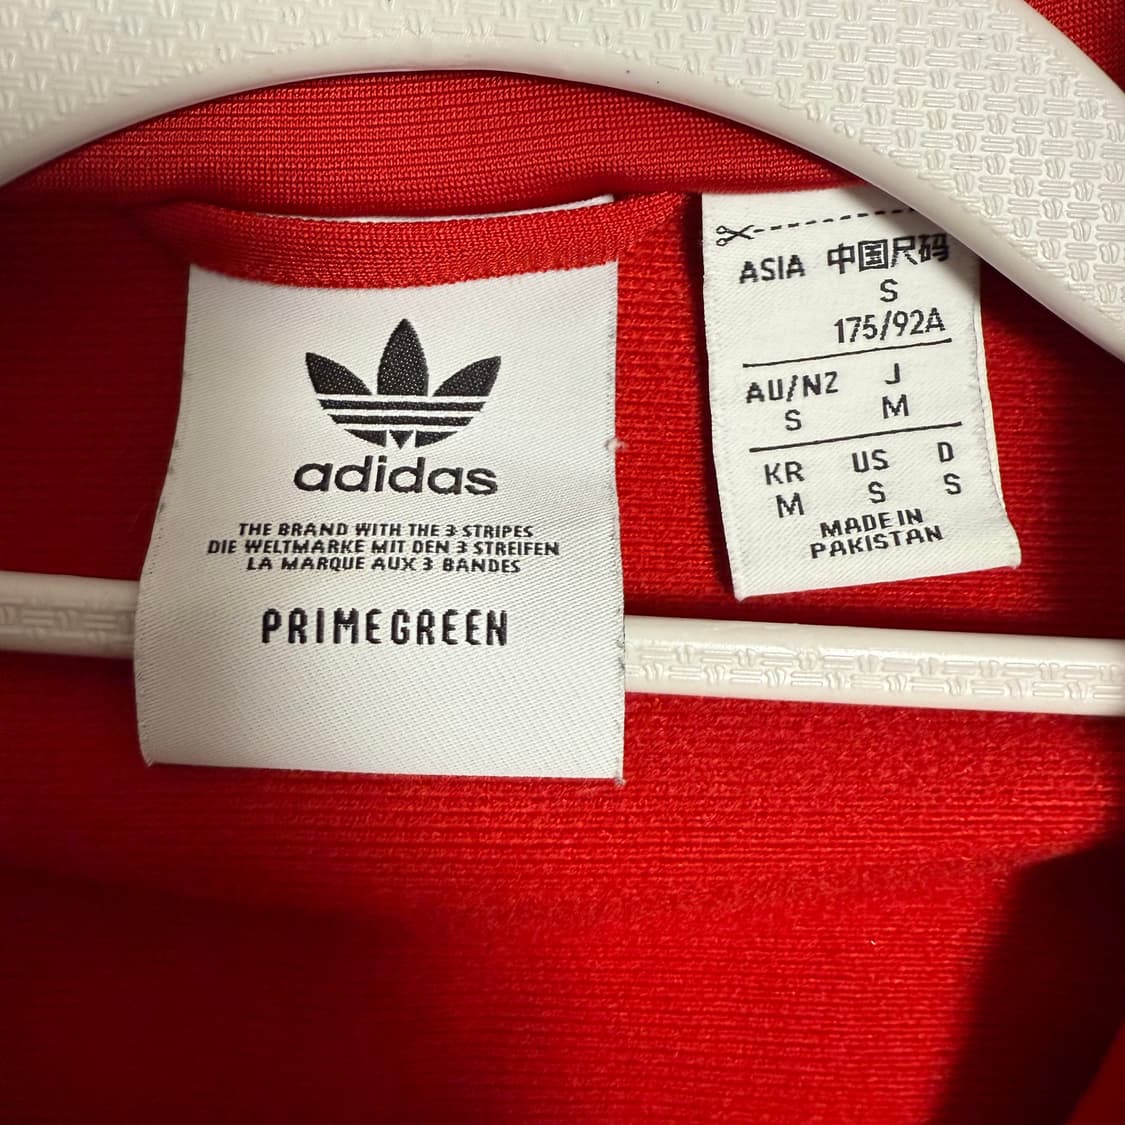 adidas
THE BRAND WITH THE 3 STRIPES
DIE WELTMARKE MIT DEN 3 STREIFEN
LA MARQUE AUX 3 BANDES
PRIMEGREEN
ASIA 中国尺码
S
175/92A
AU/NZ J
S M
KR US D
M S S
MADE IN
PAKISTAN